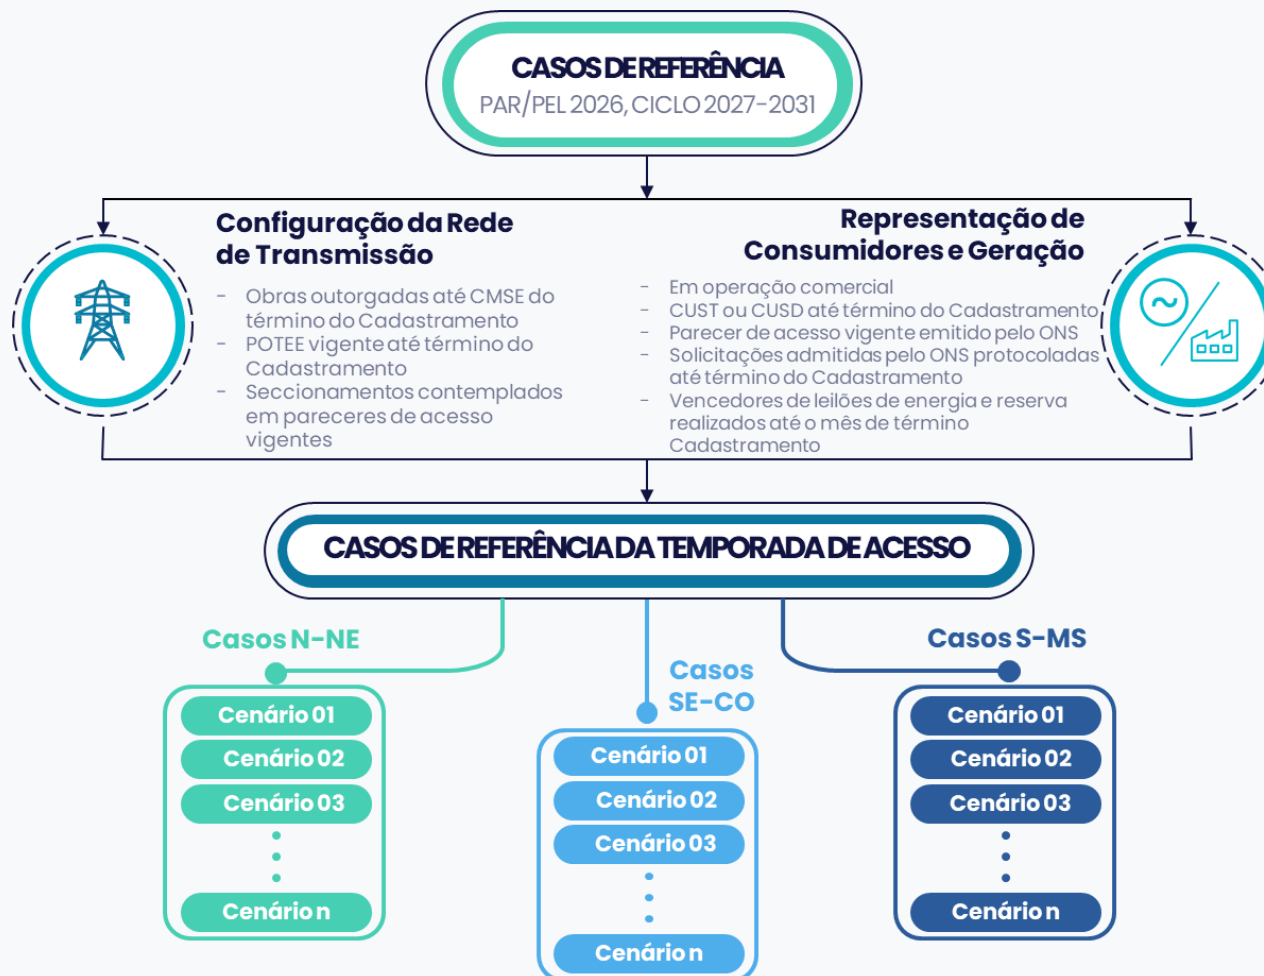 CASOS DE REFERÊNCIA
PAR/PEL 2026, CICLO 2027-2031
Configuração da Rede
de Transmissão
- Obras outorgadas até CMSE do
término do Cadastramento
- POTEE vigente até término do
Cadastramento
- Seccionamentos contemplados
em pareceres de acesso
vigentes
Representação de
Consumidores e Geração
- Em operação comercial
- CUST ou CUSD até término do Cadastramento
- Parecer de acesso vigente emitido pelo ONS
- Solicitações admitidas pelo ONS protocoladas
até término do Cadastramento
- Vencedores de leilões de energia e reserva
realizados até o mês de término
Cadastramento
CASOS DE REFERÊNCIA DA TEMPORADA DE ACESSO
Casos N-NE
Cenário 01
Cenário 02
Cenário 03
Cenário n
Casos
SE-CO
Cenário 01
Cenário 02
Cenário 03
Cenário n
Casos S-MS
Cenário 01
Cenário 02
Cenário 03
Cenário n